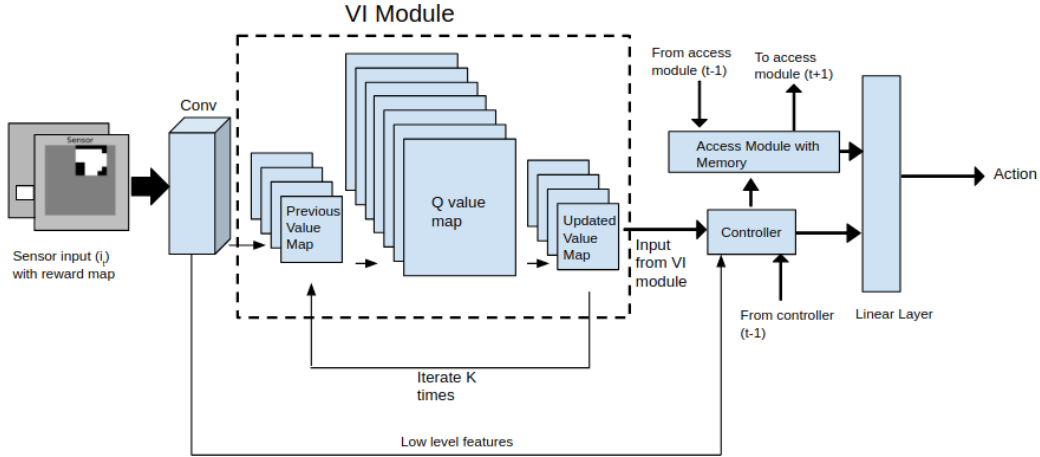 VI Module
Conv
Sensor
Sensor input (i_t)
with reward map
Previous
Value
Map
Q value
map
Updated
Value
Map
Iterate K
times
Low level features
Input
from VI
module
From access
module (t-1)
To access
module (t+1)
Access Module with
Memory
Controller
From controller
(t-1)
Linear Layer
Action